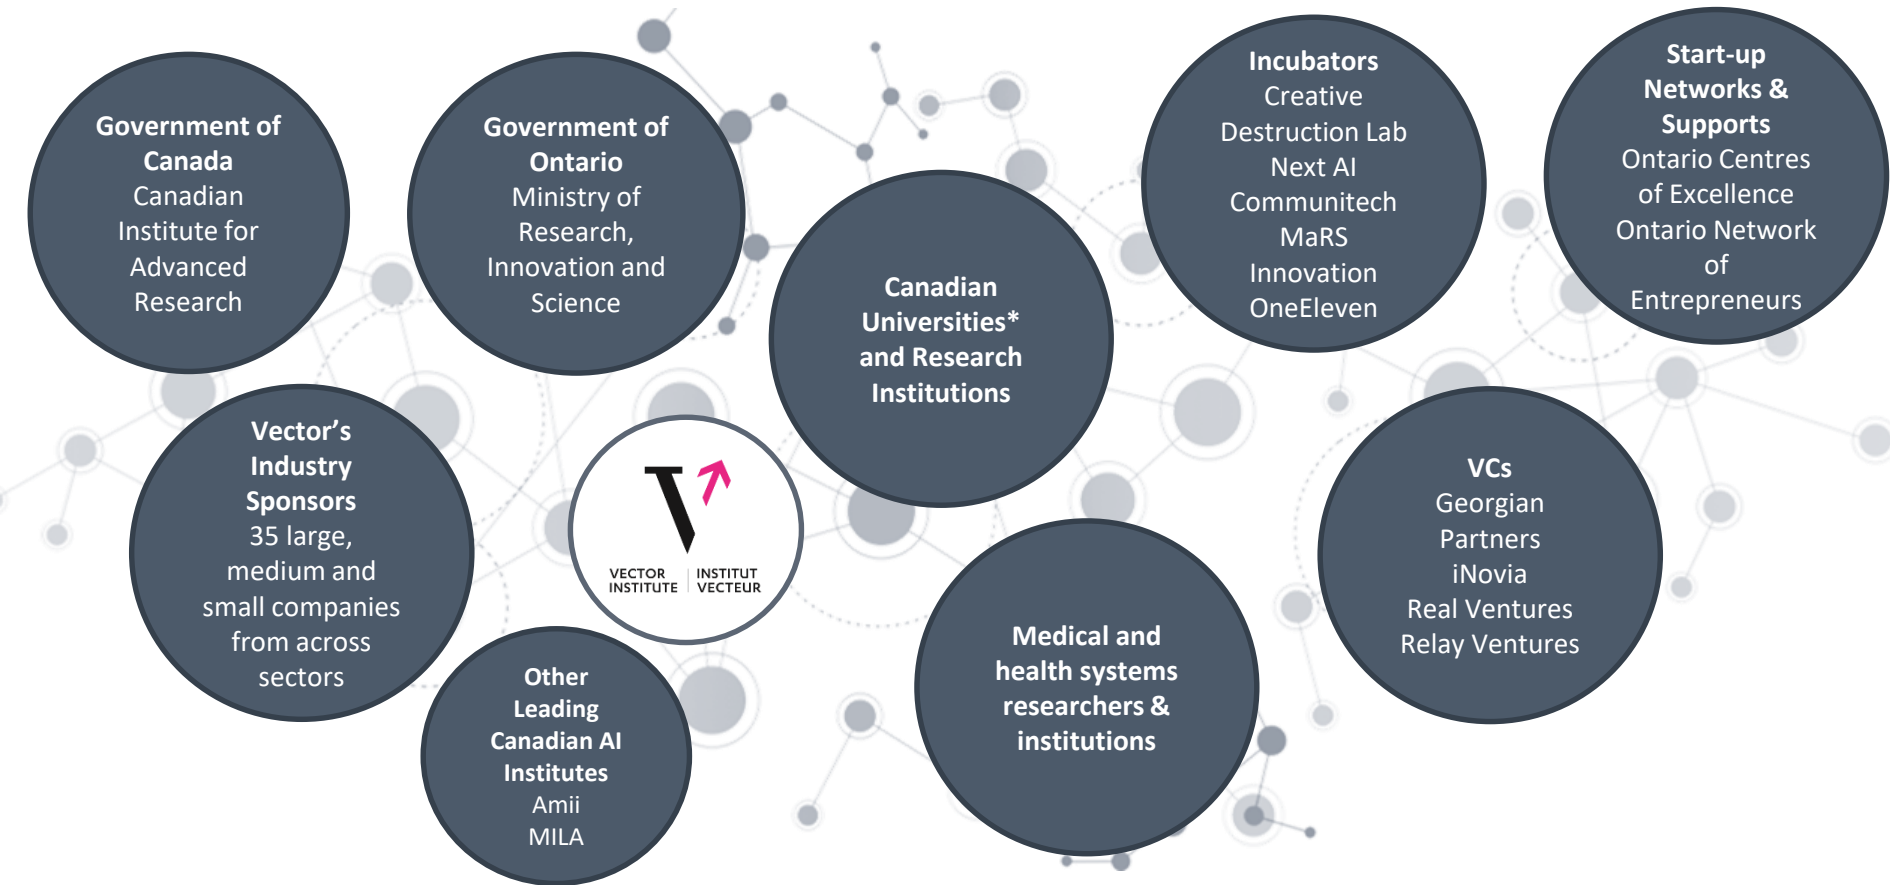 Government of
Canada
Canadian
Institute for
Advanced
Research
Government of
Ontario
Ministry of
Research,
Innovation and
Science
Canadian
Universities*
and Research
Institutions
Incubators
Creative
Destruction Lab
Next AI
Communitech
MaRS
Innovation
OneEleven
Start-up
Networks &
Supports
Ontario Centres
of Excellence
Ontario Network
of
Entrepreneurs
Vector’s
Industry
Sponsors
35 large,
medium and
small companies
from across
sectors
VECTOR INSTITUT
INSTITUTE VECTEUR
Other
Leading
Canadian AI
Institutes
Amii
MILA
Medical and
health systems
researchers &
institutions
VCs
Georgian
Partners
iNovia
Real Ventures
Relay Ventures